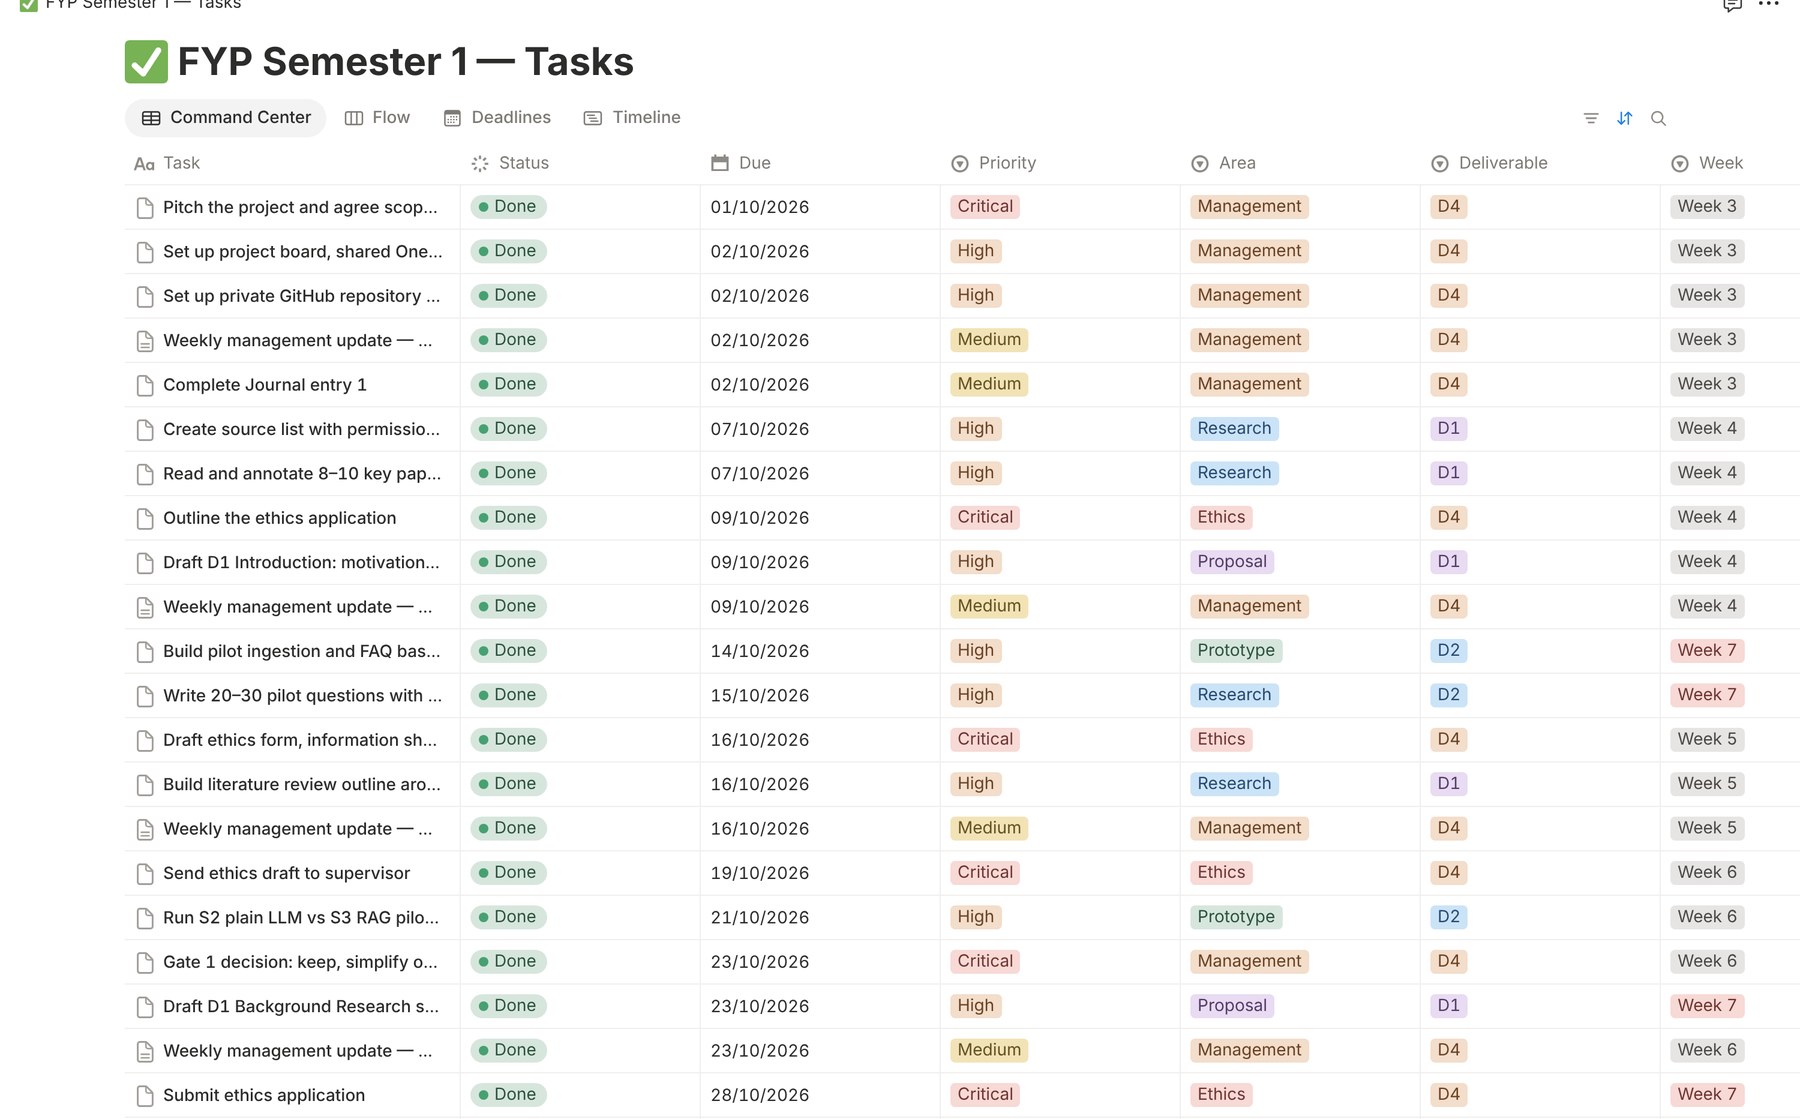 FYP Semester 1 — Tasks
FYP Semester 1 — Tasks
Command Center Flow Deadlines Timeline
Aa Task Status Due Priority Area Deliverable Week
Pitch the project and agree scop... Done 01/10/2026 Critical Management D4 Week 3
Set up project board, shared One... Done 02/10/2026 High Management D4 Week 3
Set up private GitHub repository ... Done 02/10/2026 High Management D4 Week 3
Weekly management update — ... Done 02/10/2026 Medium Management D4 Week 3
Complete Journal entry 1 Done 02/10/2026 Medium Management D4 Week 3
Create source list with permissio... Done 07/10/2026 High Research D1 Week 4
Read and annotate 8–10 key pap... Done 07/10/2026 High Research D1 Week 4
Outline the ethics application Done 09/10/2026 Critical Ethics D4 Week 4
Draft D1 Introduction: motivation... Done 09/10/2026 High Proposal D1 Week 4
Weekly management update — ... Done 09/10/2026 Medium Management D4 Week 4
Build pilot ingestion and FAQ bas... Done 14/10/2026 High Prototype D2 Week 7
Write 20–30 pilot questions with ... Done 15/10/2026 High Research D2 Week 7
Draft ethics form, information sh... Done 16/10/2026 Critical Ethics D4 Week 5
Build literature review outline aro... Done 16/10/2026 High Research D1 Week 5
Weekly management update — ... Done 16/10/2026 Medium Management D4 Week 5
Send ethics draft to supervisor Done 19/10/2026 Critical Ethics D4 Week 6
Run S2 plain LLM vs S3 RAG pilo... Done 21/10/2026 High Prototype D2 Week 6
Gate 1 decision: keep, simplify o... Done 23/10/2026 Critical Management D4 Week 6
Draft D1 Background Research s... Done 23/10/2026 High Proposal D1 Week 7
Weekly management update — ... Done 23/10/2026 Medium Management D4 Week 6
Submit ethics application Done 28/10/2026 Critical Ethics D4 Week 7